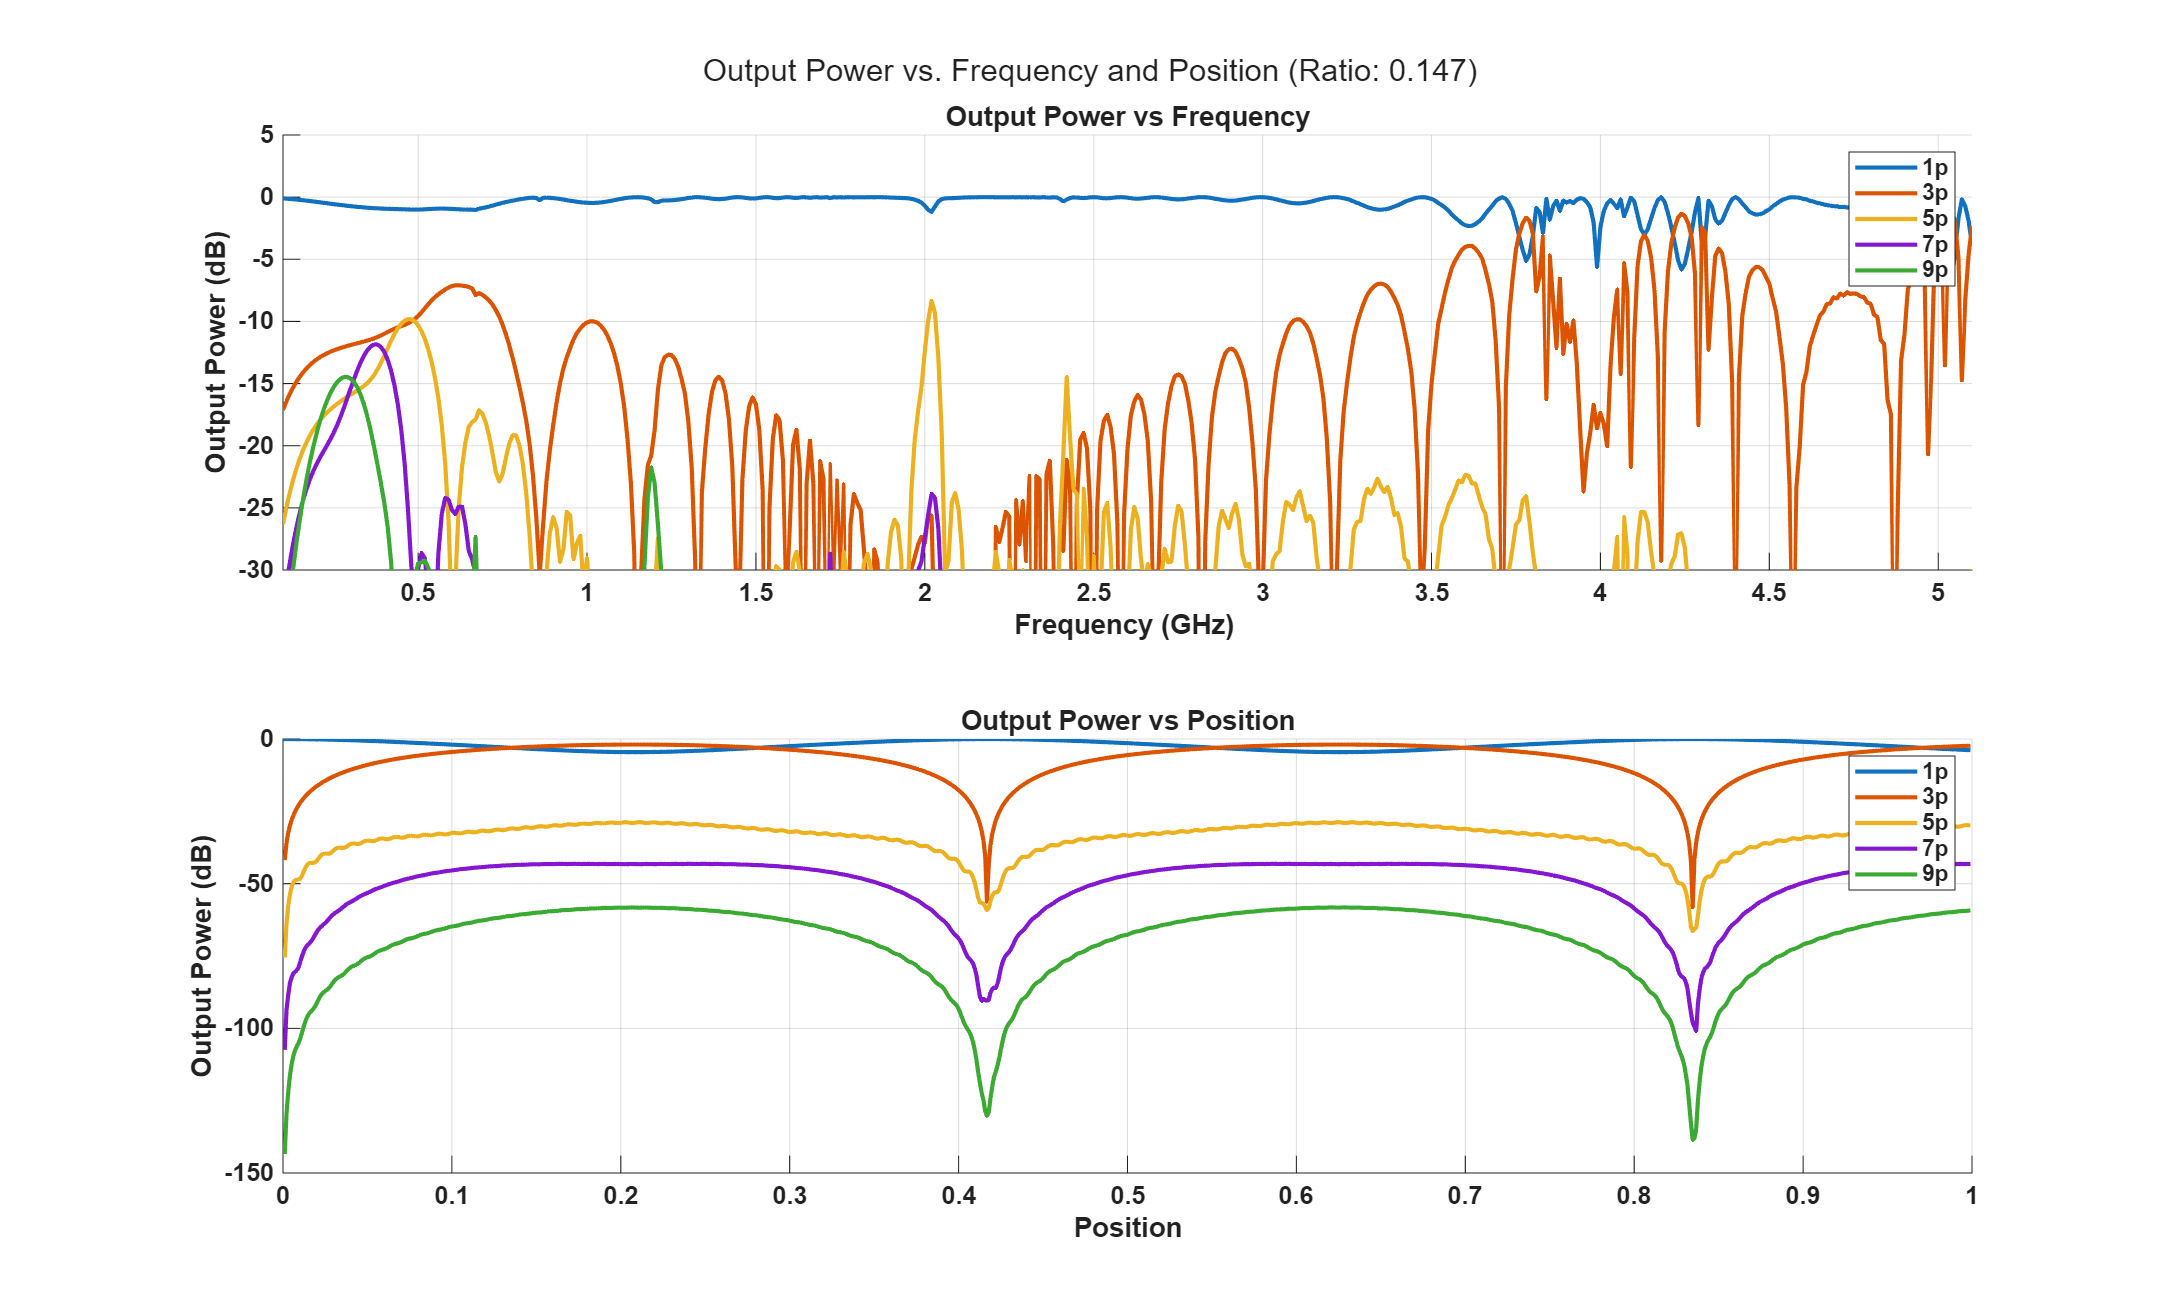 Output Power vs. Frequency and Position (Ratio: 0.147)
Output Power vs Frequency
Output Power (dB)
5
0
-5
-10
-15
-20
-25
-30
0.5 1 1.5 2 2.5 3 3.5 4 4.5 5
Frequency (GHz)
1p
3p
5p
7p
9p
Output Power vs Position
Output Power (dB)
0
-50
-100
-150
0 0.1 0.2 0.3 0.4 0.5 0.6 0.7 0.8 0.9 1
Position
1p
3p
5p
7p
9p